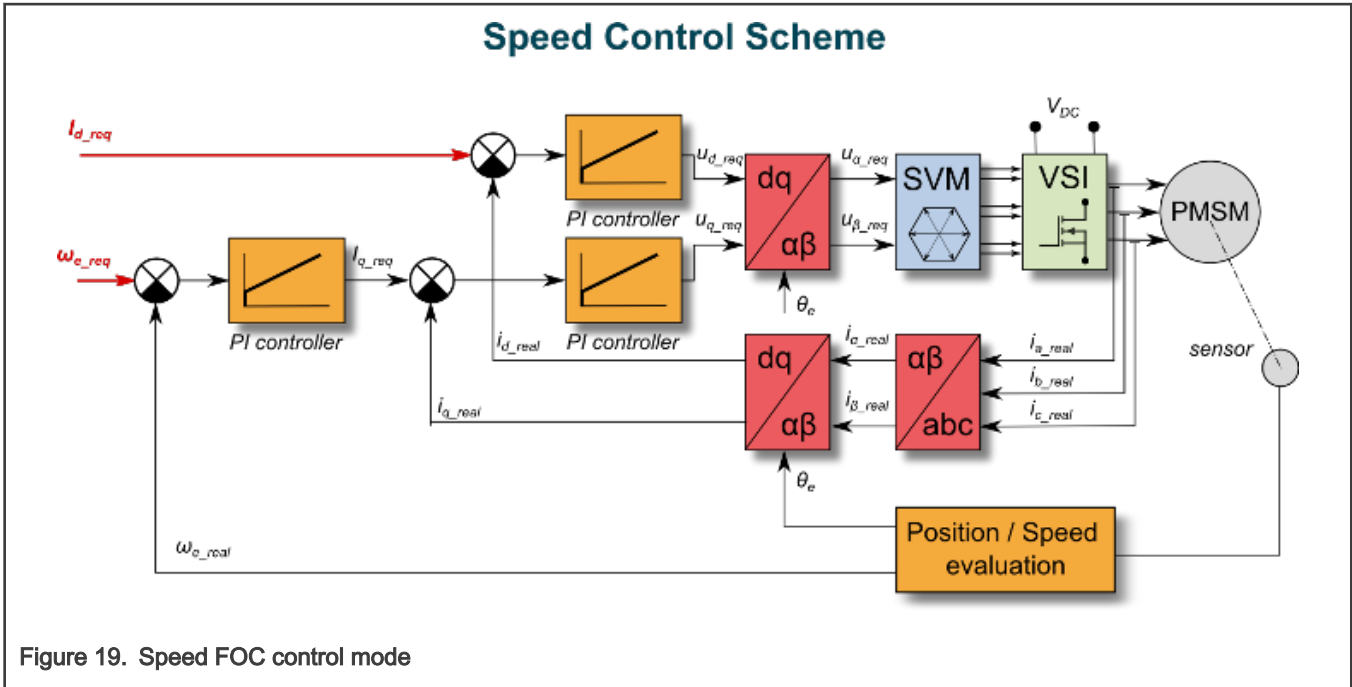 Speed Control Scheme
I_d_req
V_DC
u_d_req
u_α_req
dq
αβ
SVM
VSI
PMSM
PI controller
u_q_req
u_β_req
ω_e_req
I_q_req
θ_e
PI controller
PI controller
i_d_real
i_α_real
i_a_real
sensor
dq
αβ
αβ
abc
i_b_real
i_q_real
i_β_real
i_c_real
θ_e
Position / Speed
evaluation
ω_e_real
Figure 19. Speed FOC control mode